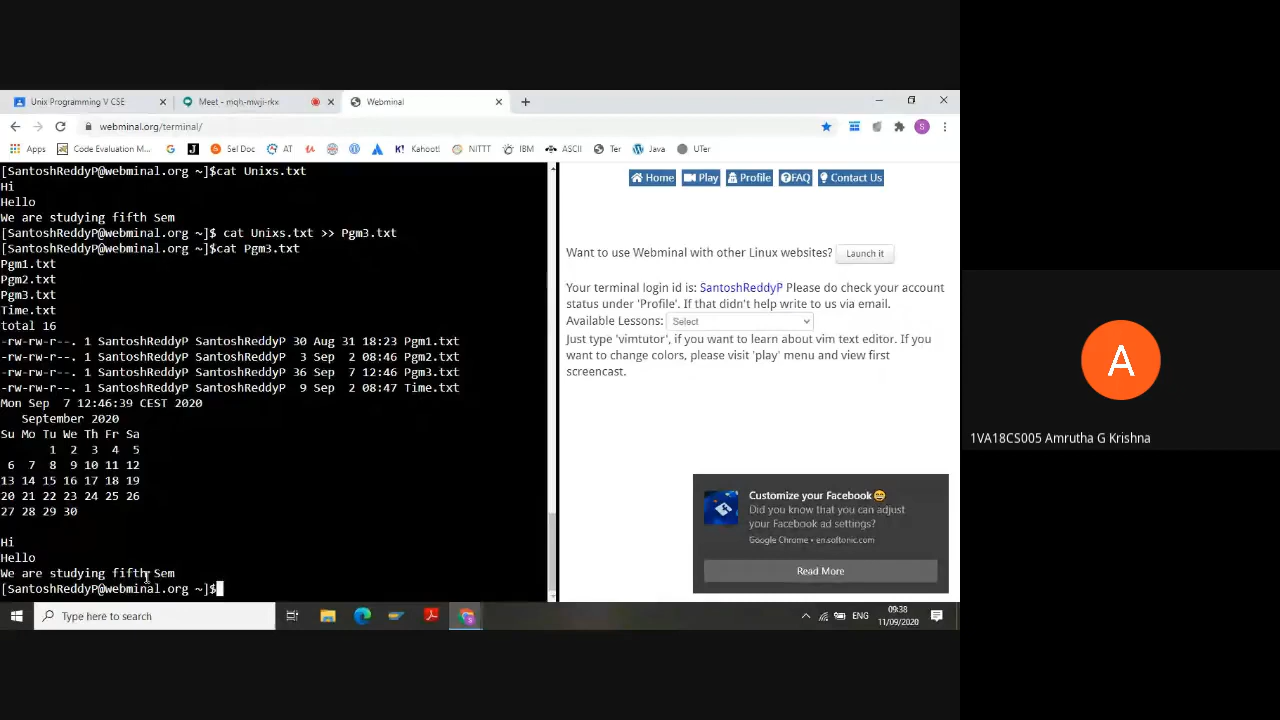 Unix Programming V CSE
Meet - mqh-mwji-rkx
Webminal
webminal.org/terminal/
Apps Code Evaluation M... Sel Doc AT IBM ASCII Ter Java UTer
K! Kahoot! NITTT
[SantoshReddyP@webminal.org ~]$cat Unixs.txt
Hi
Hello
We are studying fifth Sem
[SantoshReddyP@webminal.org ~]$ cat Unixs.txt >> Pgm3.txt
[SantoshReddyP@webminal.org ~]$cat Pgm3.txt
Pgm1.txt
Pgm2.txt
Pgm3.txt
Time.txt
total 16
-rw-rw-r--. 1 SantoshReddyP SantoshReddyP 30 Aug 31 18:23 Pgm1.txt
-rw-rw-r--. 1 SantoshReddyP SantoshReddyP  3 Sep  2 08:46 Pgm2.txt
-rw-rw-r--. 1 SantoshReddyP SantoshReddyP 36 Sep  7 12:46 Pgm3.txt
-rw-rw-r--. 1 SantoshReddyP SantoshReddyP  9 Sep  2 08:47 Time.txt
Mon Sep  7 12:46:39 CEST 2020
September 2020
Su Mo Tu We Th Fr Sa
1  2  3  4  5
6  7  8  9 10 11 12
13 14 15 16 17 18 19
20 21 22 23 24 25 26
27 28 29 30
Hi
Hello
We are studying fifth Sem
[SantoshReddyP@webminal.org ~]$
Home Play Profile FAQ Contact Us
Want to use Webminal with other Linux websites? Launch it
Your terminal login id is: SantoshReddyP Please do check your account
status under 'Profile'. If that didn't help write to us via email.
Available Lessons: Select
Just type 'vimtutor', if you want to learn about vim text editor. If you
want to change colors, please visit 'play' menu and view first
screencast.
Customize your Facebook😄
Did you know that you can adjust
your Facebook ad settings?
Google Chrome • en.softonic.com
Read More
Type here to search
ENG
09:38
11/09/2020
A
1VA18CS005 Amrutha G Krishna